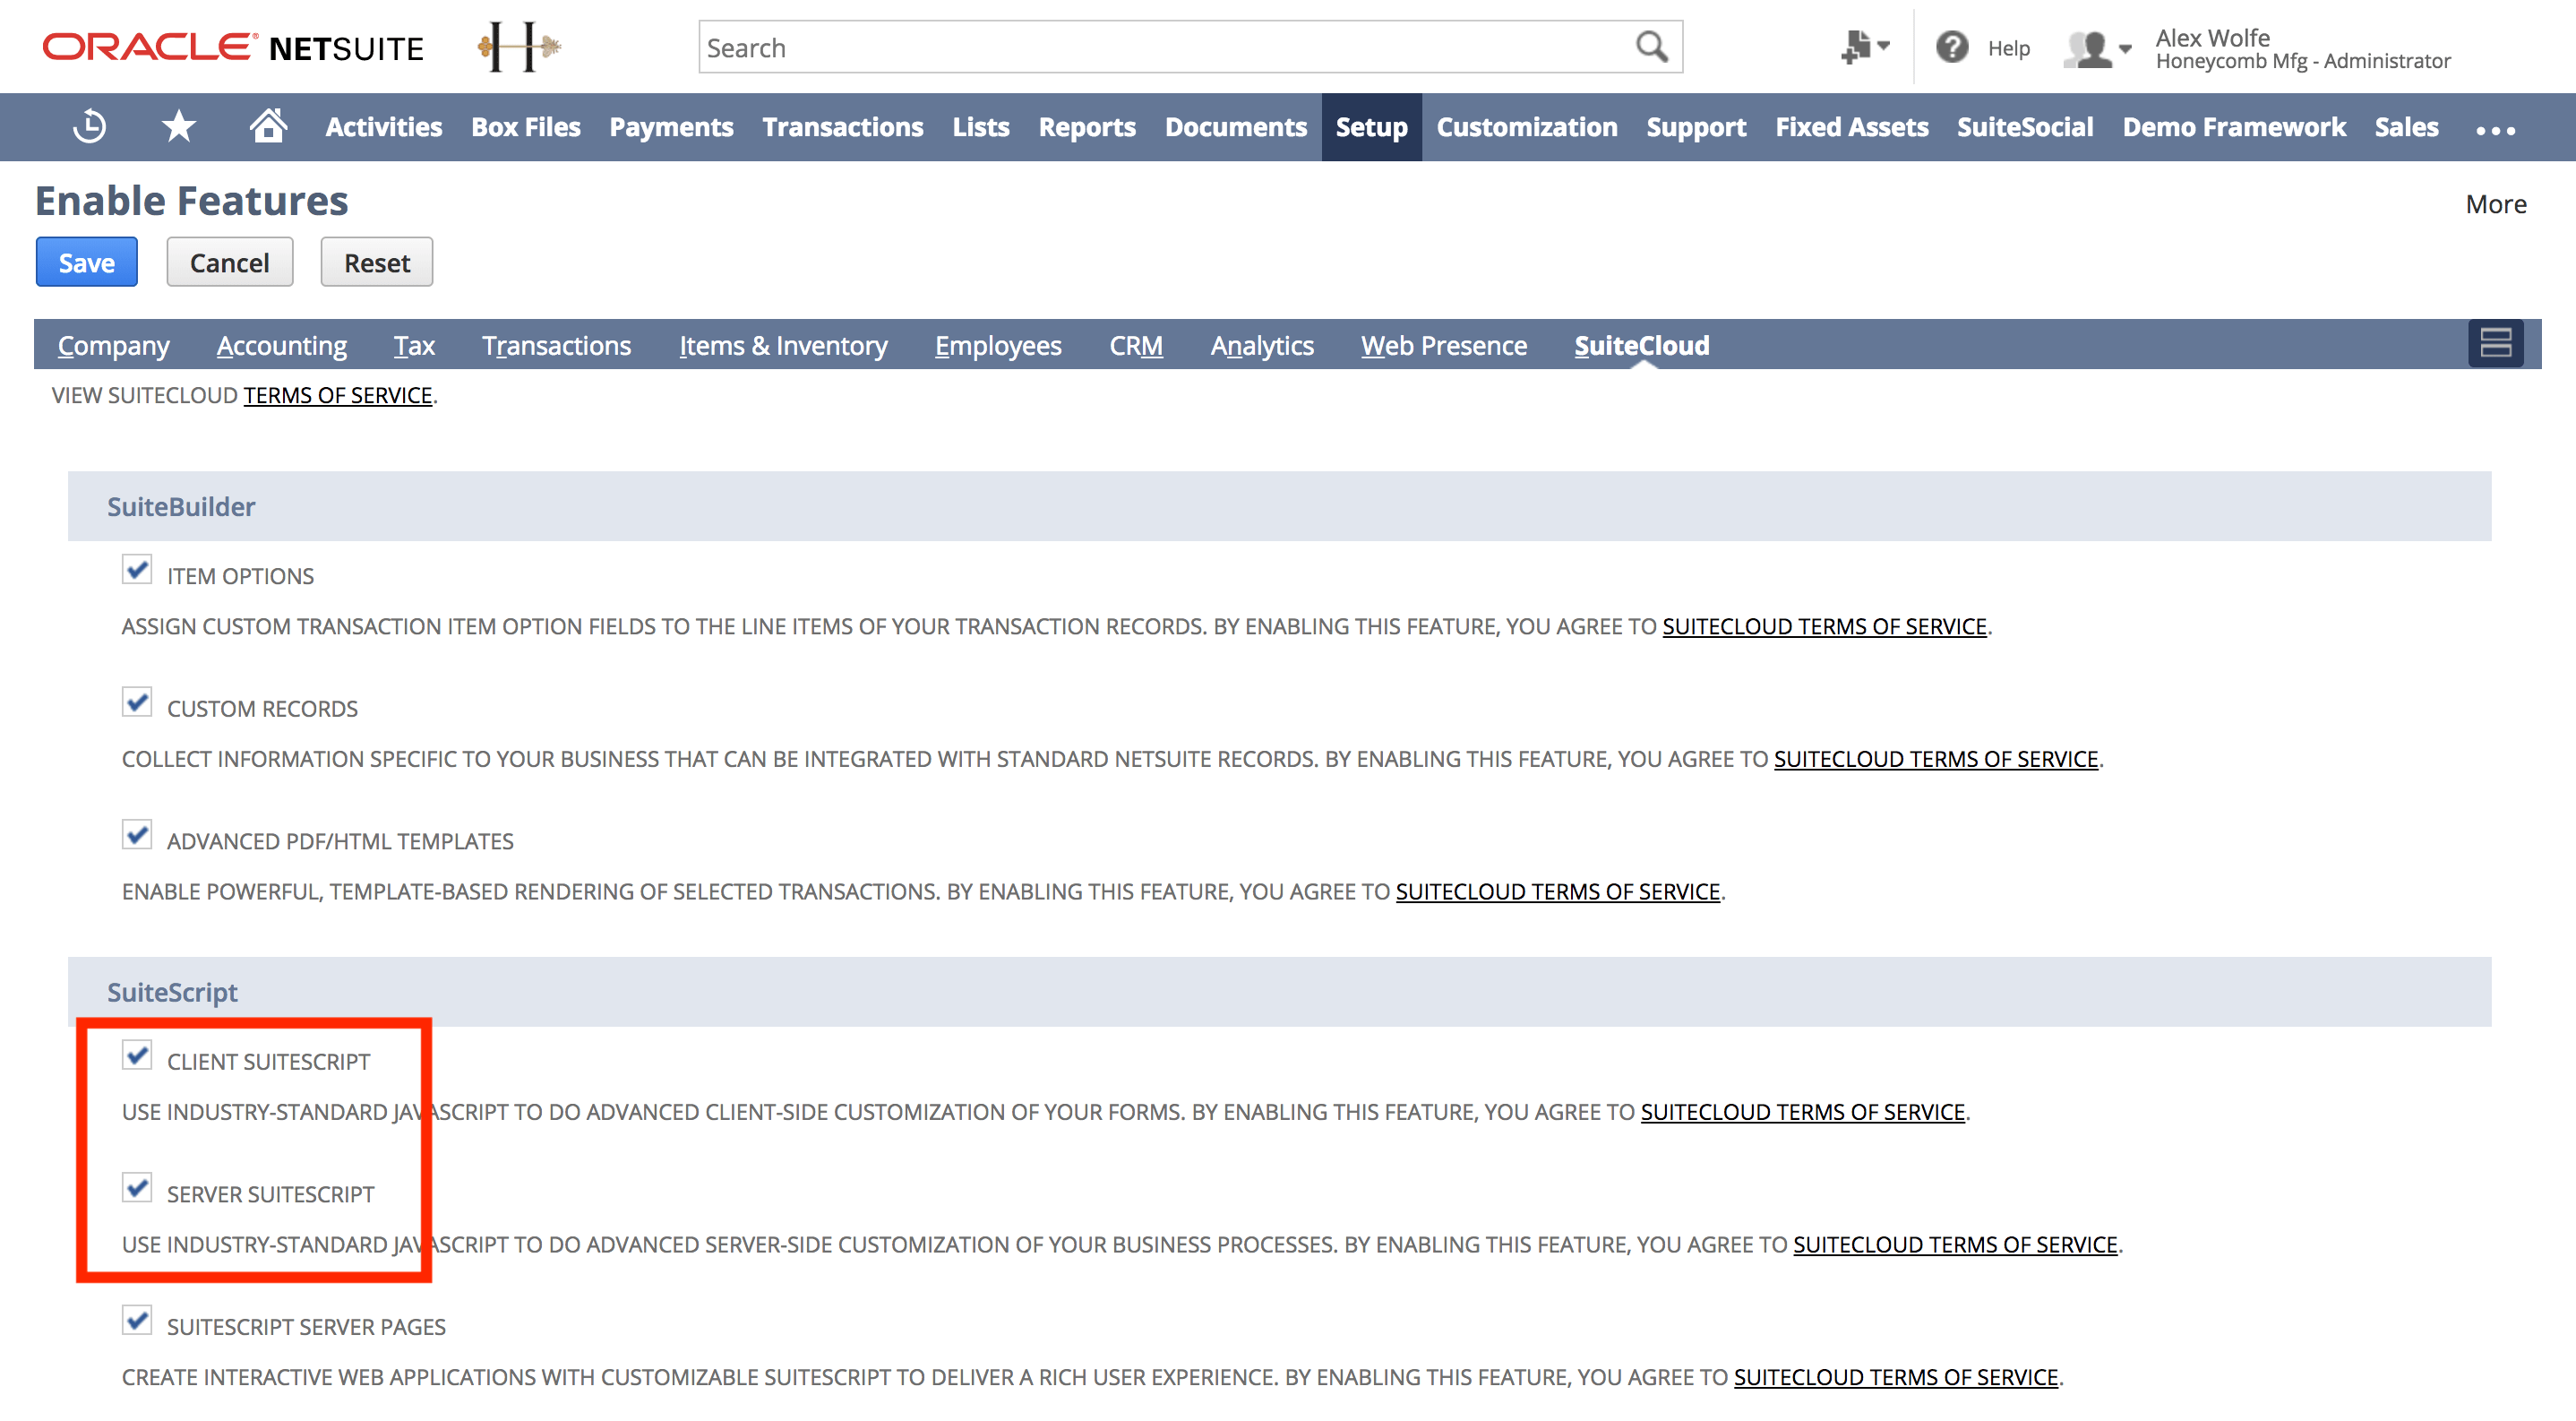 ORACLE® NETSUITE H Search Help Alex Wolfe
Honeycomb Mfg - Administrator
Activities Box Files Payments Transactions Lists Reports Documents Setup Customization Support Fixed Assets SuiteSocial Demo Framework Sales
Enable Features More
Save Cancel Reset
Company Accounting Tax Transactions Items & Inventory Employees CRM Analytics Web Presence SuiteCloud
VIEW SUITECLOUD TERMS OF SERVICE.
SuiteBuilder
ITEM OPTIONS
ASSIGN CUSTOM TRANSACTION ITEM OPTION FIELDS TO THE LINE ITEMS OF YOUR TRANSACTION RECORDS. BY ENABLING THIS FEATURE, YOU AGREE TO SUITECLOUD TERMS OF SERVICE.
CUSTOM RECORDS
COLLECT INFORMATION SPECIFIC TO YOUR BUSINESS THAT CAN BE INTEGRATED WITH STANDARD NETSUITE RECORDS. BY ENABLING THIS FEATURE, YOU AGREE TO SUITECLOUD TERMS OF SERVICE.
ADVANCED PDF/HTML TEMPLATES
ENABLE POWERFUL, TEMPLATE-BASED RENDERING OF SELECTED TRANSACTIONS. BY ENABLING THIS FEATURE, YOU AGREE TO SUITECLOUD TERMS OF SERVICE.
SuiteScript
CLIENT SUITESCRIPT
USE INDUSTRY-STANDARD JAVASCRIPT TO DO ADVANCED CLIENT-SIDE CUSTOMIZATION OF YOUR FORMS. BY ENABLING THIS FEATURE, YOU AGREE TO SUITECLOUD TERMS OF SERVICE.
SERVER SUITESCRIPT
USE INDUSTRY-STANDARD JAVASCRIPT TO DO ADVANCED SERVER-SIDE CUSTOMIZATION OF YOUR BUSINESS PROCESSES. BY ENABLING THIS FEATURE, YOU AGREE TO SUITECLOUD TERMS OF SERVICE.
SUITESCRIPT SERVER PAGES
CREATE INTERACTIVE WEB APPLICATIONS WITH CUSTOMIZABLE SUITESCRIPT TO DELIVER A RICH USER EXPERIENCE. BY ENABLING THIS FEATURE, YOU AGREE TO SUITECLOUD TERMS OF SERVICE.